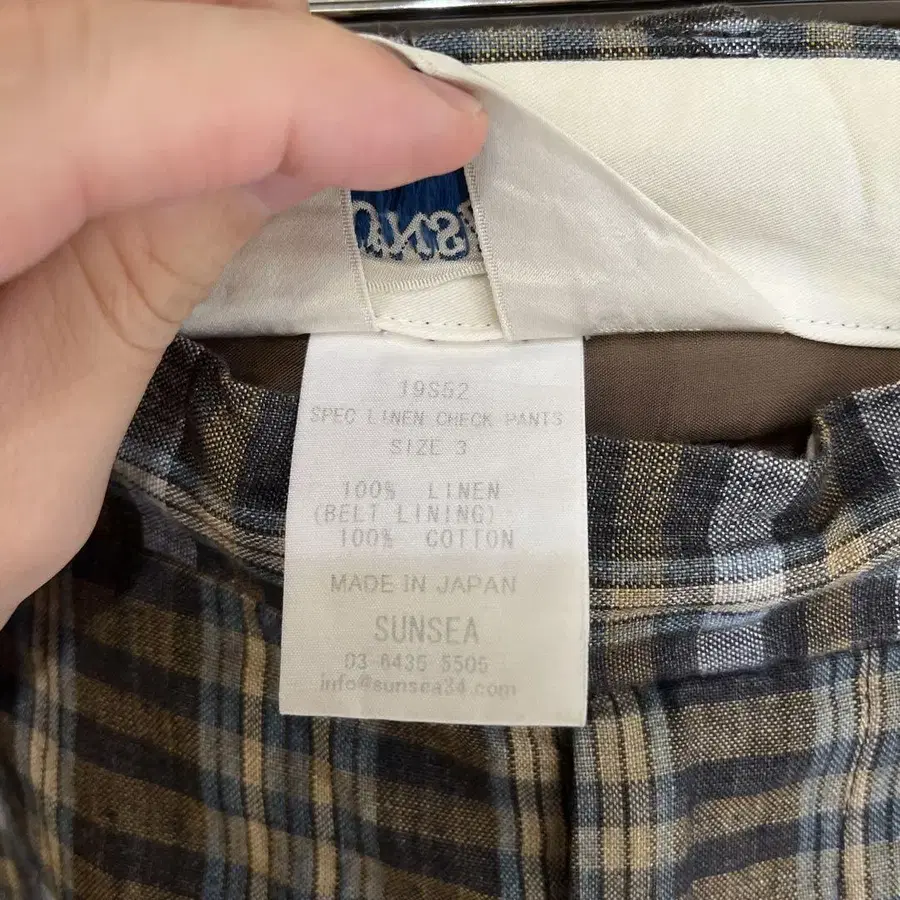 19S52
SPEC LINEN CHECK PANTS
SIZE 3
100% LINEN
(BELT LINING)
100% COTTON
MADE IN JAPAN
SUNSEA
03 6435 5505
info@sunsea34.com